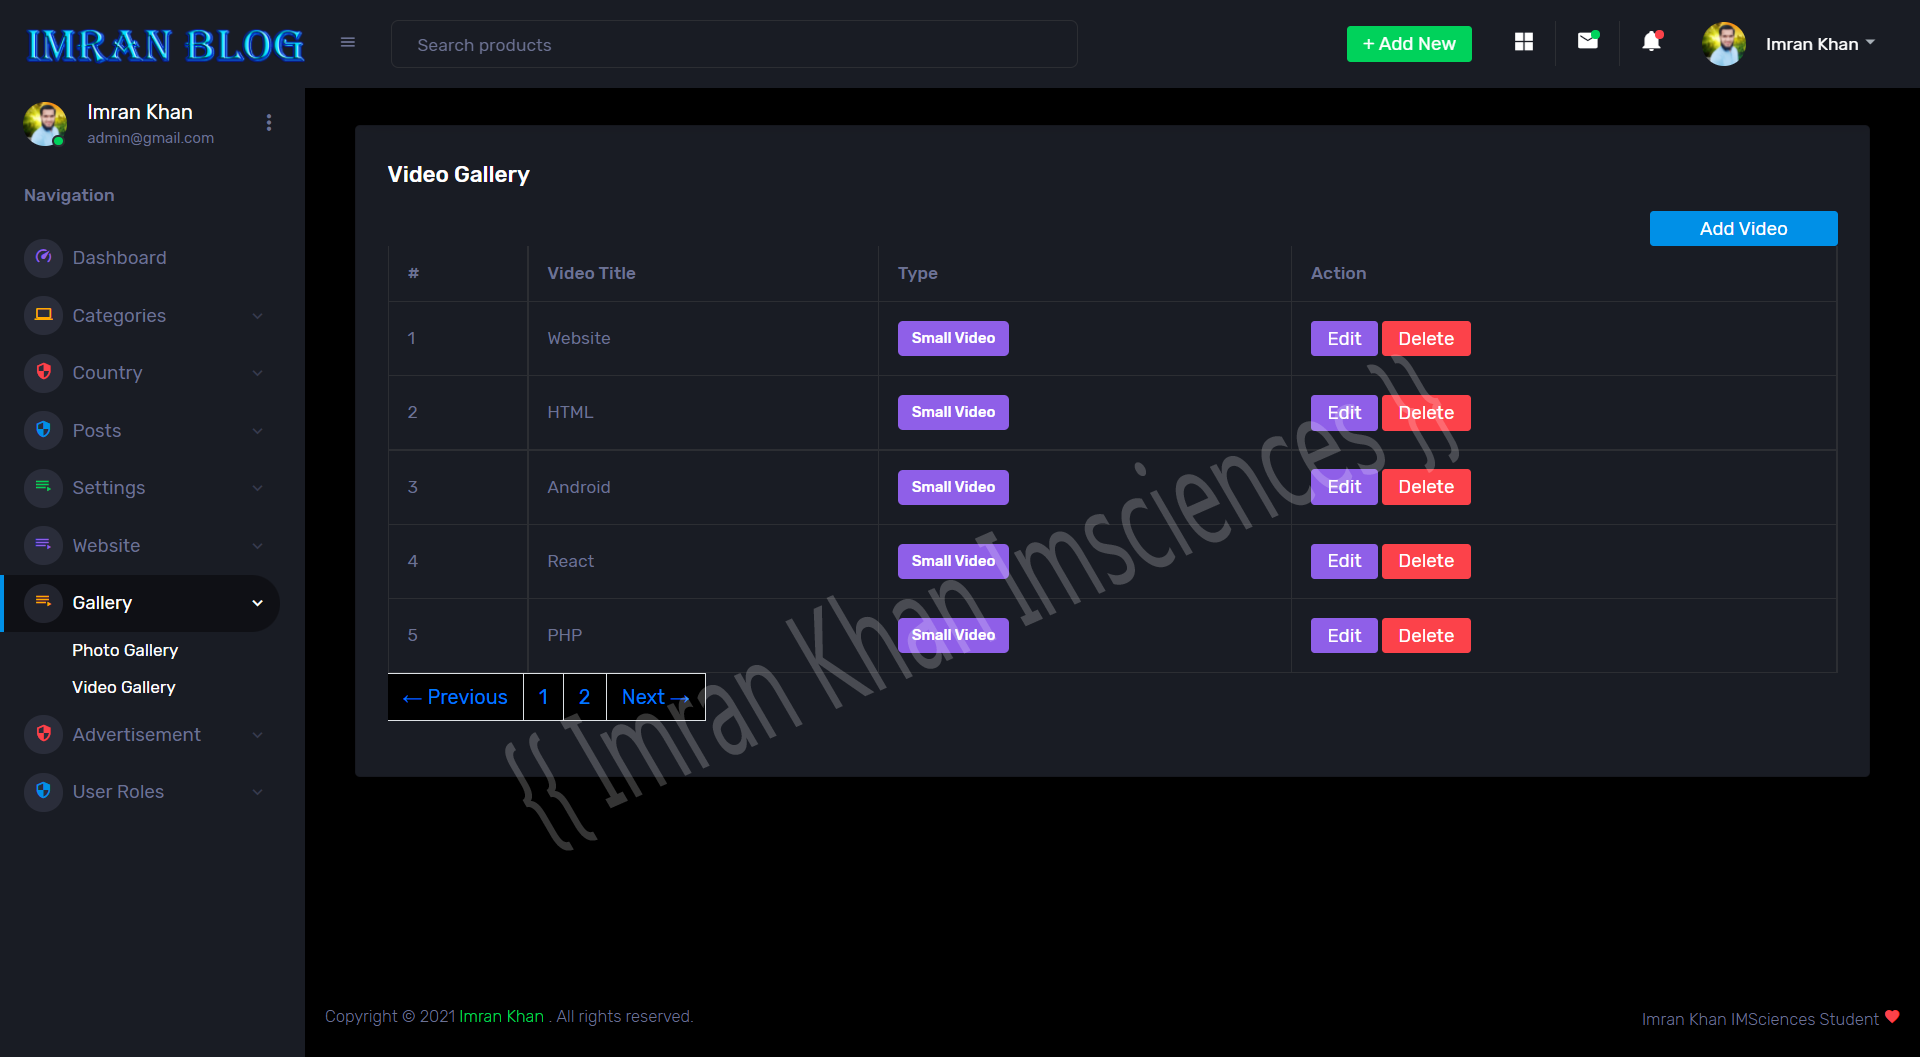 IMRAN BLOG
Search products
+ Add New
Imran Khan
Imran Khan
admin@gmail.com
Navigation
Dashboard
Categories
Country
Posts
Settings
Website
Gallery
Photo Gallery
Video Gallery
Advertisement
User Roles
Video Gallery
Add Video
# Video Title Type Action
1 Website Small Video Edit Delete
2 HTML Small Video Edit Delete
3 Android Small Video Edit Delete
4 React Small Video Edit Delete
5 PHP Small Video Edit Delete
← Previous 1 2 Next →
{{ Imran Khan Imsciences }}
Copyright © 2021 Imran Khan . All rights reserved.
Imran Khan IMSciences Student